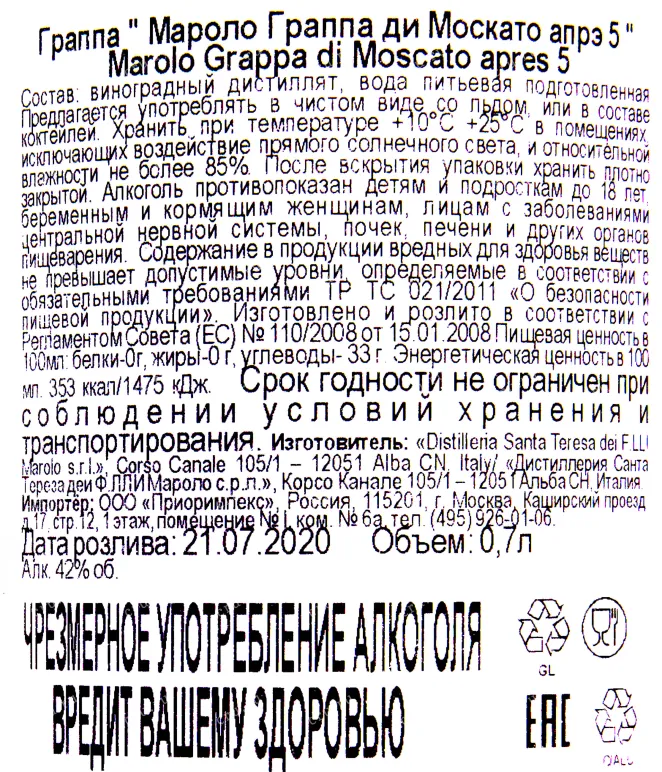 Граппа " Мароло Граппа ди Москато апрэ 5 "
Marolo Grappa di Moscato apres 5
Состав: виноградный дистиллят, вода питьевая подготовленная
Предлагается употреблять в чистом виде со льдом, или в составе
коктейлей. Хранить при температуре +10°C +25°C в помещениях,
исключающих воздействие прямого солнечного света, и относительной
влажности не более 85%. После вскрытия упаковки хранить плотно
закрытой. Алкоголь противопоказан детям и подросткам до 18 лет,
беременным и кормящим женщинам, лицам с заболеваниями
центральной нервной системы, почек, печени и других органов
пищеварения. Содержание в продукции вредных для здоровья веществ
не превышает допустимые уровни, определяемые в соответствии с
обязательными требованиями ТР ТС 021/2011 «О безопасности
пищевой продукции». Изготовлено и розлито в соответствии с
Регламентом Совета (ЕС) № 110/2008 от 15.01.2008 Пищевая ценность в
100мл: белки-0г, жиры-0 г, углеводы- 33 г. Энергетическая ценность в 100
мл. 353 ккал/1475 кДж. Срок годности не ограничен при
соблюдении условий хранения и
транспортирования. Изготовитель: «Distilleria Santa Teresa dei F.LLI
Marolo s.r.l.», Corso Canale 105/1 – 12051 Alba CN, Italy/ «Дистиллерия Санта
Тереза деи Ф.ЛЛИ Мароло с.р.л.», Корсо Канале 105/1 – 12051 Альба СН, Италия.
Импортёр: ООО «Приоримпекс», Россия, 115201, г. Москва, Каширский проезд
д.17, стр.12, 1 этаж, помещение № I, ком. № 6а, тел. (495) 926-01-06.
Дата розлива: 21.07.2020 Объем: 0,7л
Алк. 42% об.
ЧРЕЗМЕРНОЕ УПОТРЕБЛЕНИЕ АЛКОГОЛЯ
ВРЕДИТ ВАШЕМУ ЗДОРОВЬЮ
GL
EAC